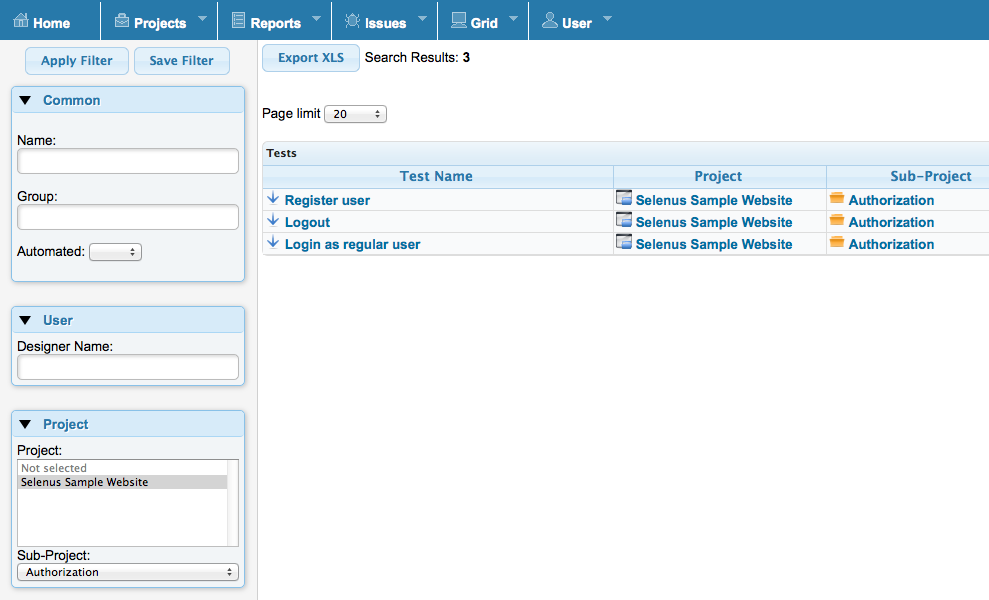 Home Projects Reports Issues Grid User
Apply Filter Save Filter
Common
Name:
Group:
Automated:
User
Designer Name:
Project
Project:
Not selected
Selenus Sample Website
Sub-Project:
Authorization
Export XLS Search Results: 3
Page limit 20
Tests
Test Name Project Sub-Project
Register user Selenus Sample Website Authorization
Logout Selenus Sample Website Authorization
Login as regular user Selenus Sample Website Authorization